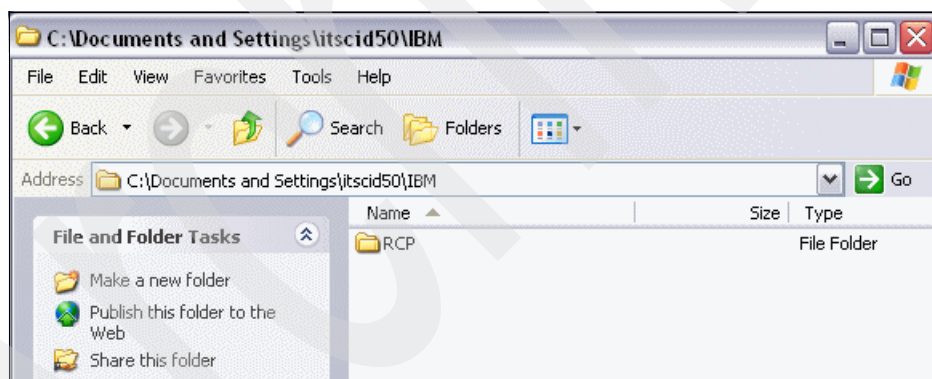 C:\Documents and Settings\itscid50\IBM
File Edit View Favorites Tools Help
Back Search Folders
Address C:\Documents and Settings\itscid50\IBM Go
Name Size Type
File and Folder Tasks
RCP File Folder
Make a new folder
Publish this folder to the
Web
Share this folder